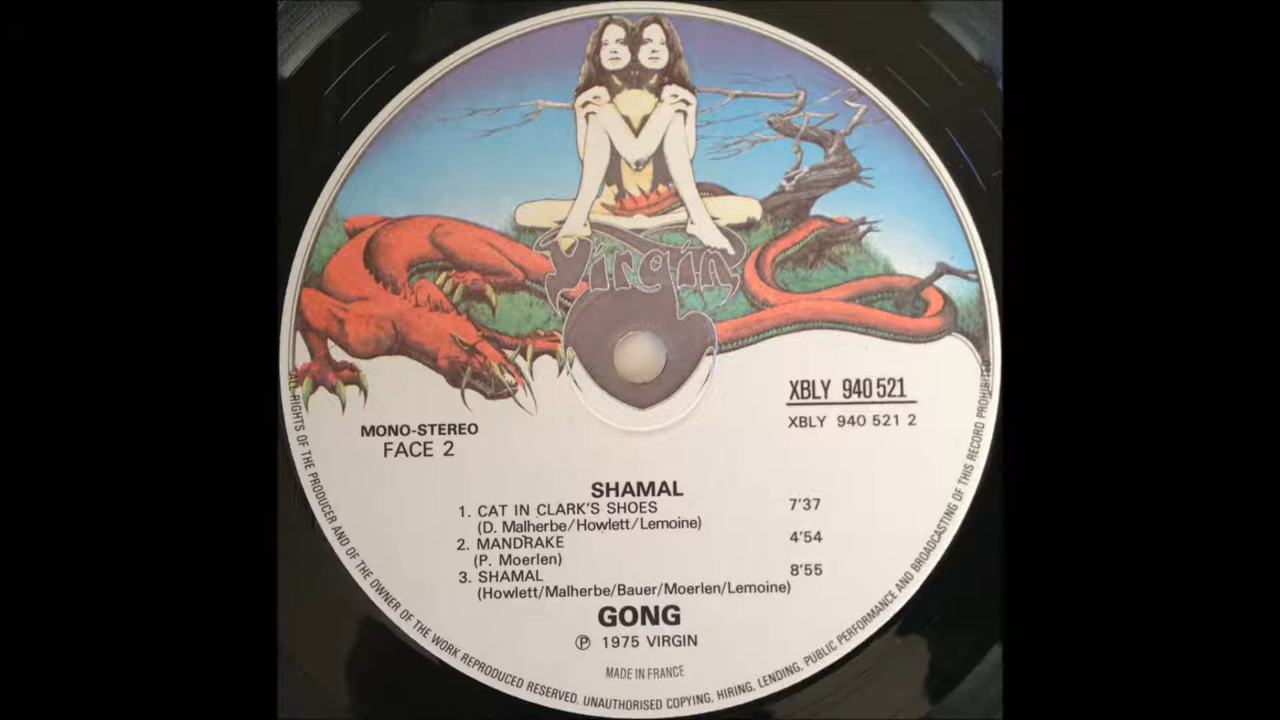 Virgin
XBLY 940 521
XBLY 940 521 2
MONO-STEREO
FACE 2
SHAMAL
1. CAT IN CLARK'S SHOES 7'37
(D. Malherbe/Howlett/Lemoine)
2. MANDRAKE 4'54
(P. Moerlen)
3. SHAMAL 8'55
(Howlett/Malherbe/Bauer/Moerlen/Lemoine)
GONG
Ⓟ 1975 VIRGIN
MADE IN FRANCE
ALL RIGHTS OF THE PRODUCER AND OF THE OWNER OF THE WORK REPRODUCED RESERVED. UNAUTHORISED COPYING, HIRING, LENDING, PUBLIC PERFORMANCE AND BROADCASTING OF THIS RECORD PROHIBITED